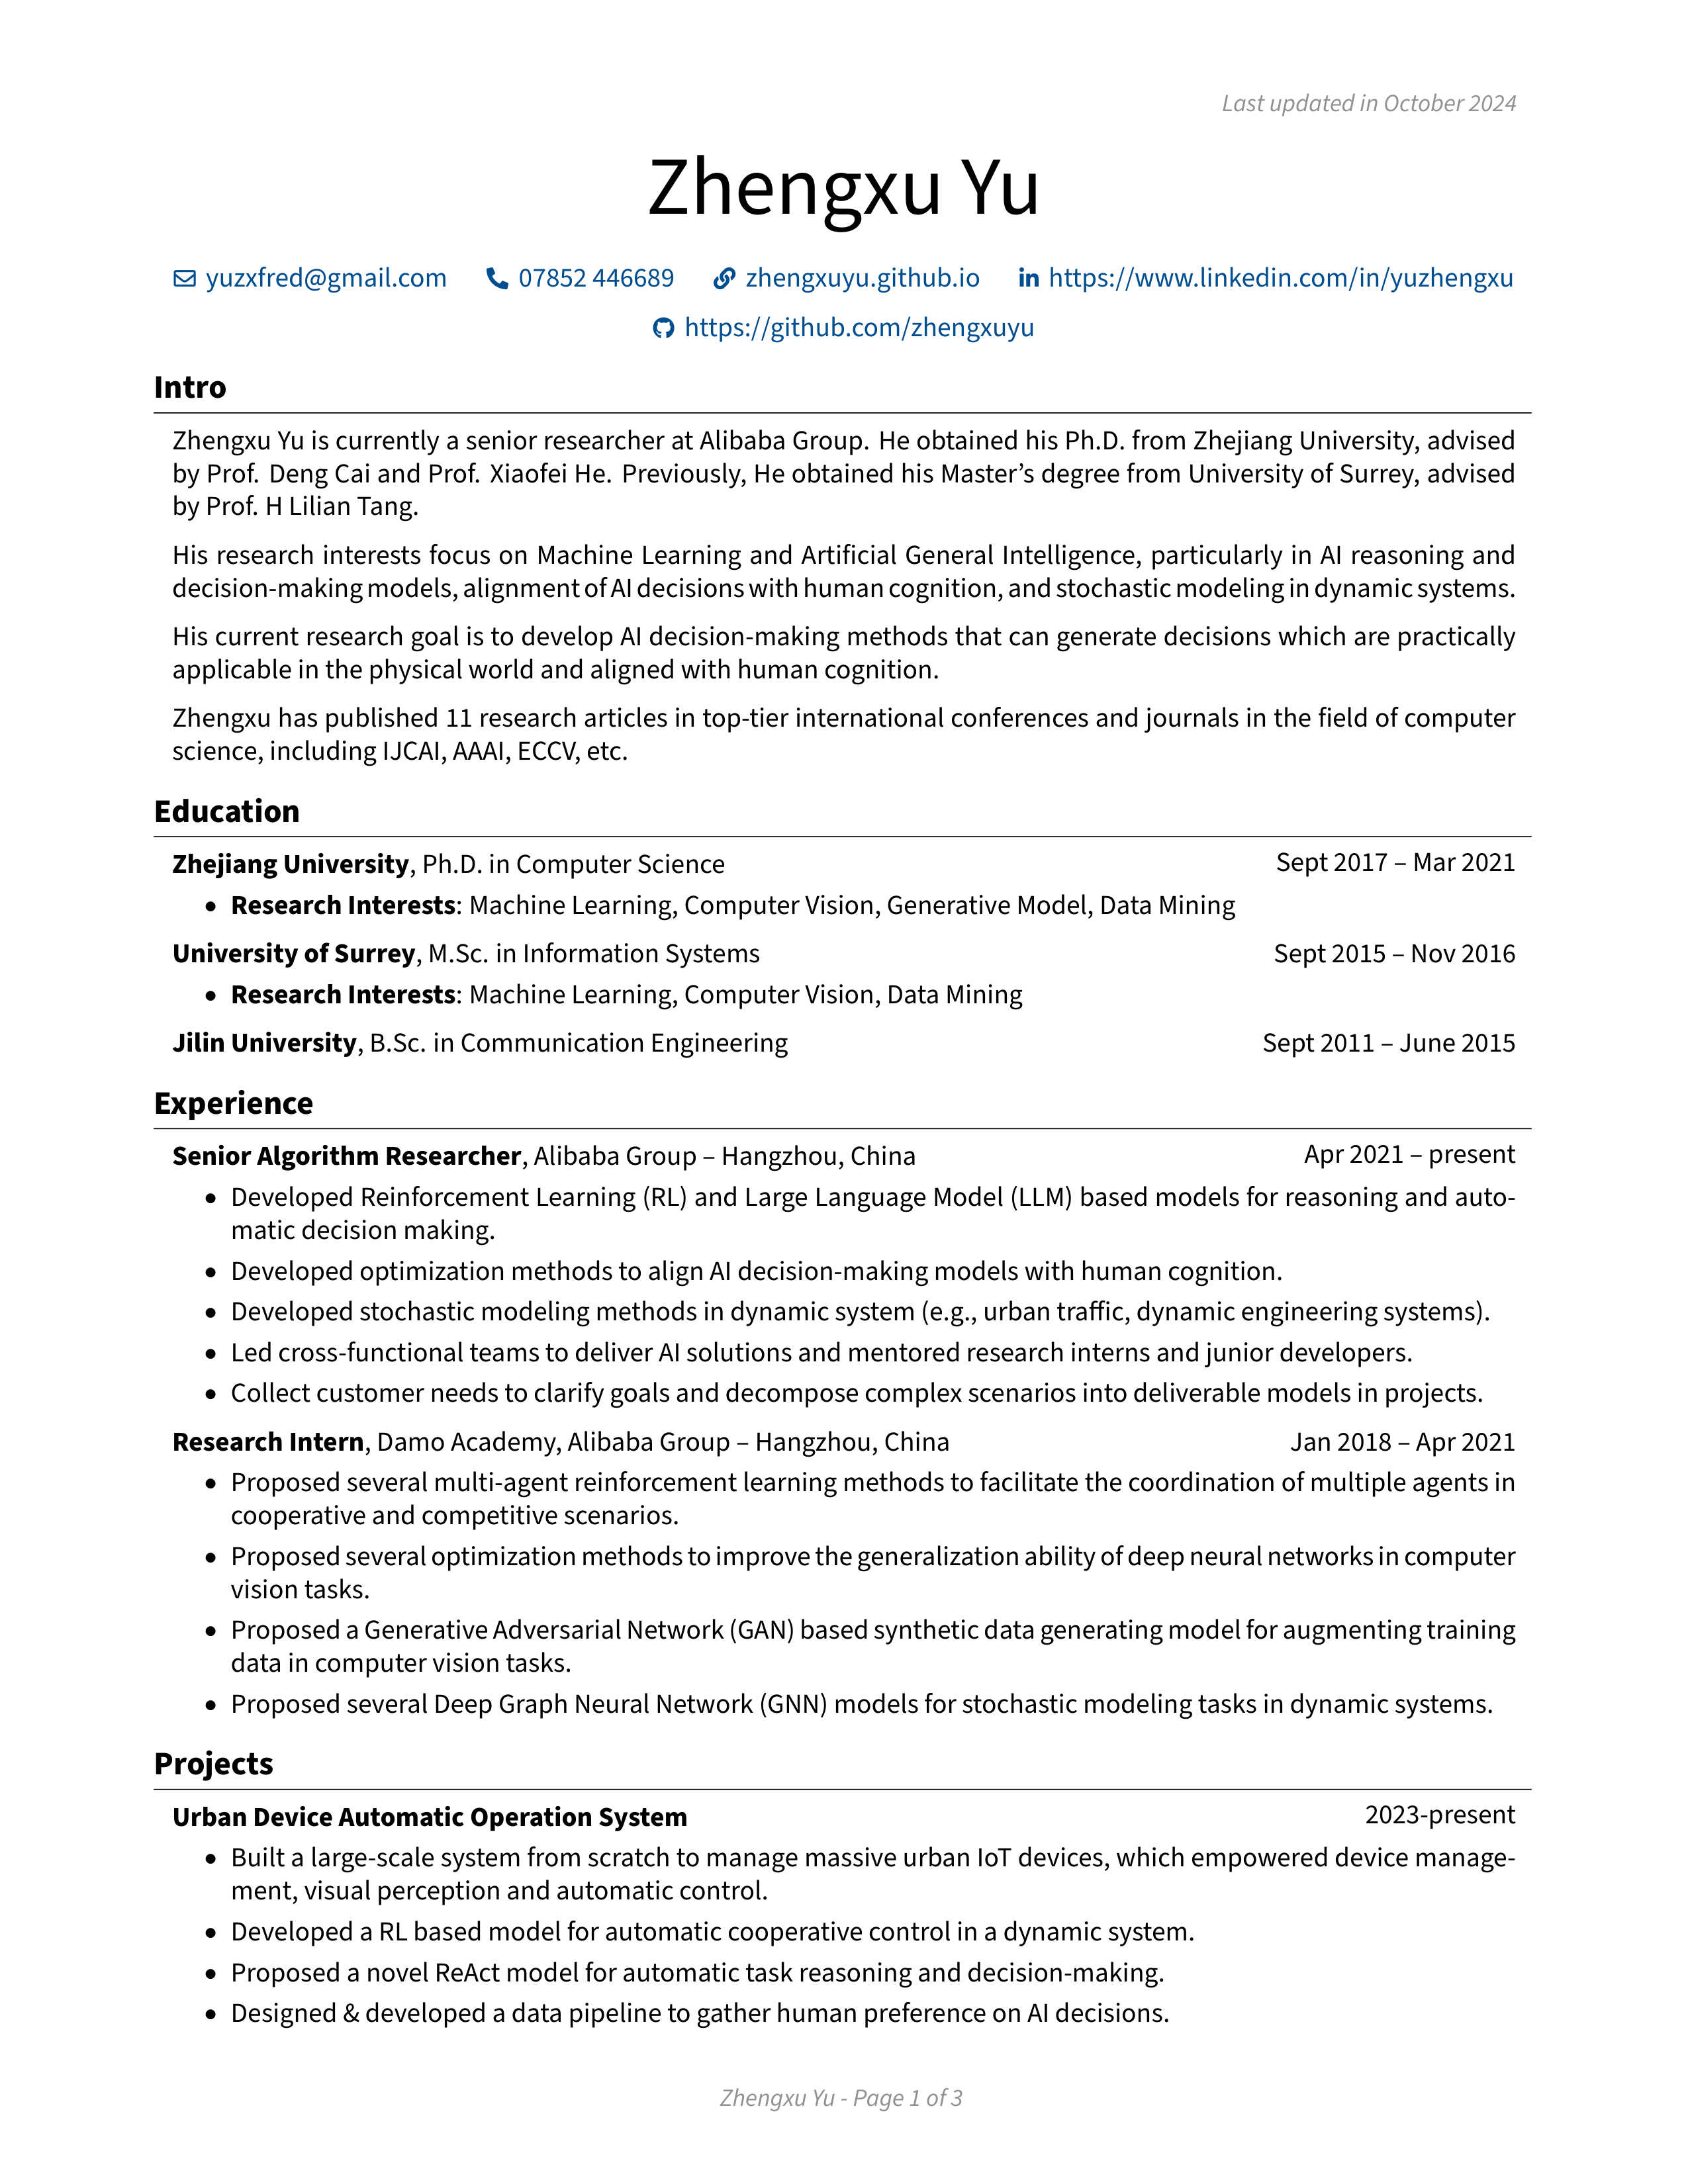 Last updated in October 2024
Zhengxu Yu
yuzxfred@gmail.com 07852 446689 zhengxuyu.github.io https://www.linkedin.com/in/yuzhengxu
https://github.com/zhengxuyu
Intro
Zhengxu Yu is currently a senior researcher at Alibaba Group. He obtained his Ph.D. from Zhejiang University, advised
by Prof. Deng Cai and Prof. Xiaofei He. Previously, He obtained his Master’s degree from University of Surrey, advised
by Prof. H Lilian Tang.
His research interests focus on Machine Learning and Artificial General Intelligence, particularly in AI reasoning and
decision-making models, alignment of AI decisions with human cognition, and stochastic modeling in dynamic systems.
His current research goal is to develop AI decision-making methods that can generate decisions which are practically
applicable in the physical world and aligned with human cognition.
Zhengxu has published 11 research articles in top-tier international conferences and journals in the field of computer
science, including IJCAI, AAAI, ECCV, etc.
Education
Zhejiang University, Ph.D. in Computer Science Sept 2017 – Mar 2021
• Research Interests: Machine Learning, Computer Vision, Generative Model, Data Mining
University of Surrey, M.Sc. in Information Systems Sept 2015 – Nov 2016
• Research Interests: Machine Learning, Computer Vision, Data Mining
Jilin University, B.Sc. in Communication Engineering Sept 2011 – June 2015
Experience
Senior Algorithm Researcher, Alibaba Group – Hangzhou, China Apr 2021 – present
• Developed Reinforcement Learning (RL) and Large Language Model (LLM) based models for reasoning and auto-
matic decision making.
• Developed optimization methods to align AI decision-making models with human cognition.
• Developed stochastic modeling methods in dynamic system (e.g., urban traffic, dynamic engineering systems).
• Led cross-functional teams to deliver AI solutions and mentored research interns and junior developers.
• Collect customer needs to clarify goals and decompose complex scenarios into deliverable models in projects.
Research Intern, Damo Academy, Alibaba Group – Hangzhou, China Jan 2018 – Apr 2021
• Proposed several multi-agent reinforcement learning methods to facilitate the coordination of multiple agents in
cooperative and competitive scenarios.
• Proposed several optimization methods to improve the generalization ability of deep neural networks in computer
vision tasks.
• Proposed a Generative Adversarial Network (GAN) based synthetic data generating model for augmenting training
data in computer vision tasks.
• Proposed several Deep Graph Neural Network (GNN) models for stochastic modeling tasks in dynamic systems.
Projects
Urban Device Automatic Operation System 2023-present
• Built a large-scale system from scratch to manage massive urban IoT devices, which empowered device manage-
ment, visual perception and automatic control.
• Developed a RL based model for automatic cooperative control in a dynamic system.
• Proposed a novel ReAct model for automatic task reasoning and decision-making.
• Designed & developed a data pipeline to gather human preference on AI decisions.
Zhengxu Yu - Page 1 of 3